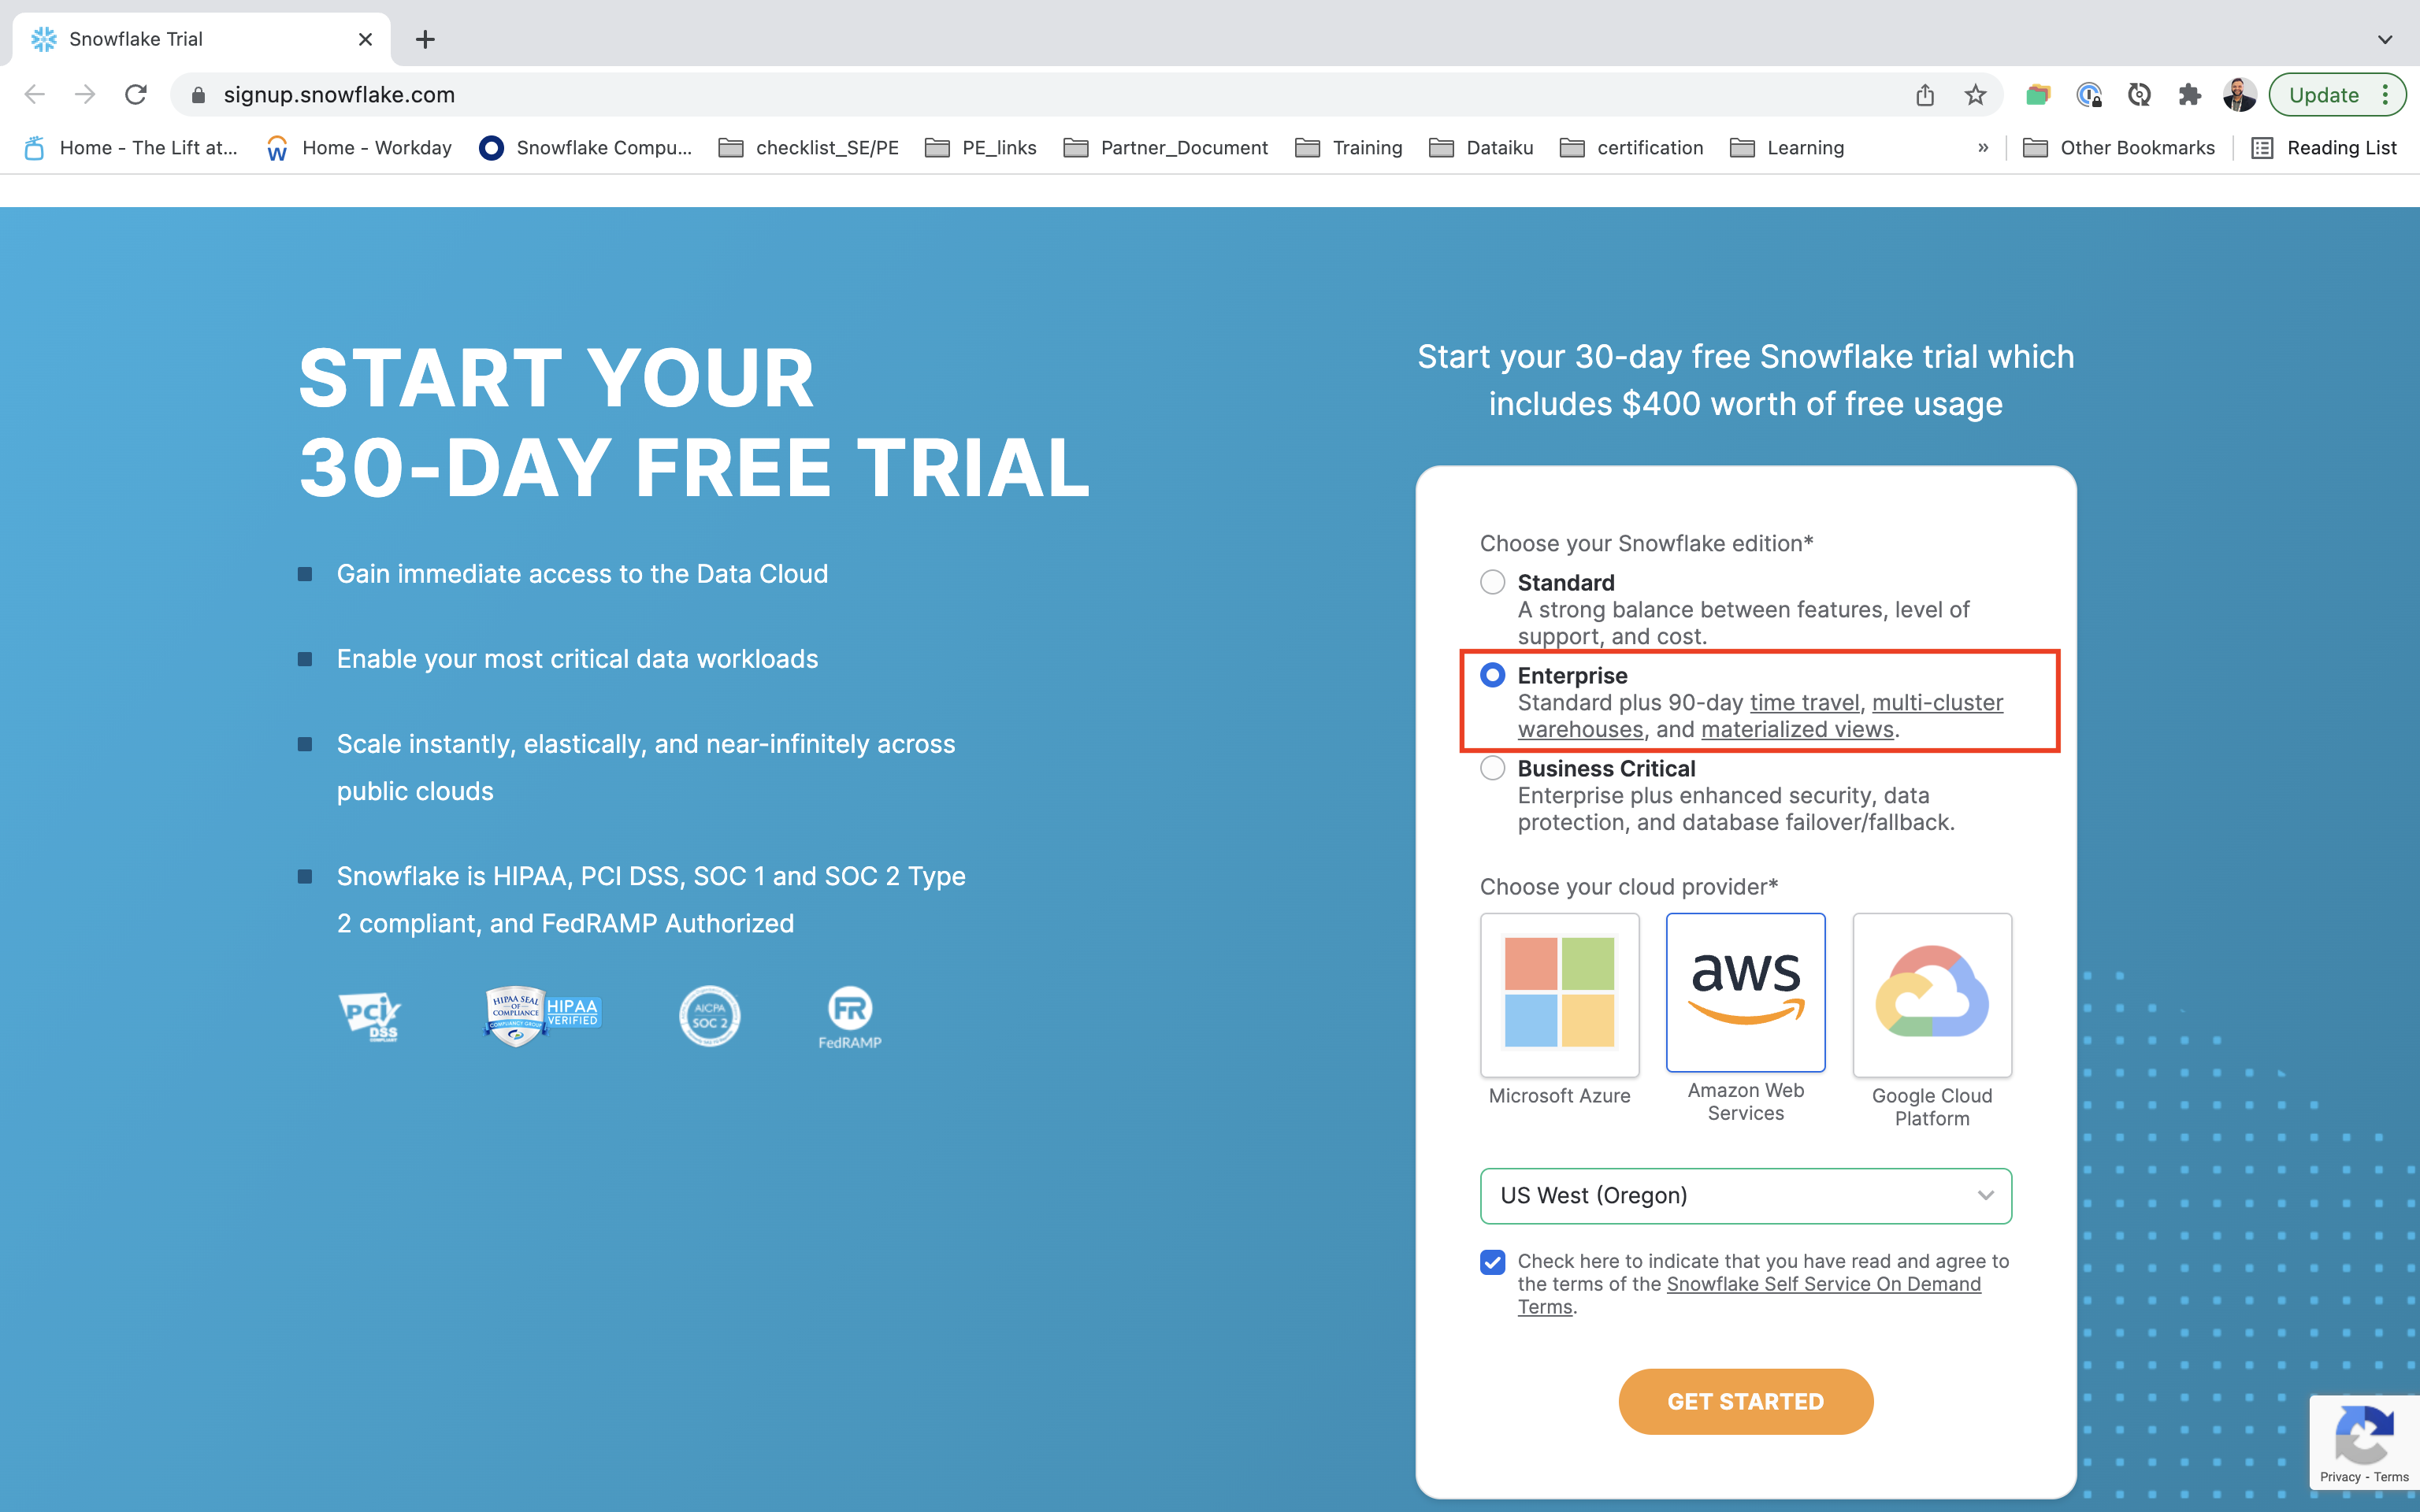 Snowflake Trial
signup.snowflake.com
Update
Home - The Lift at...
Home - Workday
Snowflake Compu...
checklist_SE/PE
PE_links
Partner_Document
Training
Dataiku
certification
Learning
»
Other Bookmarks
Reading List
START YOUR
30-DAY FREE TRIAL
Gain immediate access to the Data Cloud
Enable your most critical data workloads
Scale instantly, elastically, and near-infinitely across
public clouds
Snowflake is HIPAA, PCI DSS, SOC 1 and SOC 2 Type
2 compliant, and FedRAMP Authorized
PCI
DSS
COMPLIANT
HIPAA SEAL
OF
COMPLIANCE
COMPLIANCY GROUP
HIPAA
VERIFIED
AICPA
SOC 2
FR
FedRAMP
Start your 30-day free Snowflake trial which
includes $400 worth of free usage
Choose your Snowflake edition*
Standard
A strong balance between features, level of
support, and cost.
Enterprise
Standard plus 90-day time travel, multi-cluster
warehouses, and materialized views.
Business Critical
Enterprise plus enhanced security, data
protection, and database failover/fallback.
Choose your cloud provider*
aws
Microsoft Azure
Amazon Web
Services
Google Cloud
Platform
US West (Oregon)
Check here to indicate that you have read and agree to
the terms of the Snowflake Self Service On Demand
Terms.
GET STARTED
Privacy - Terms